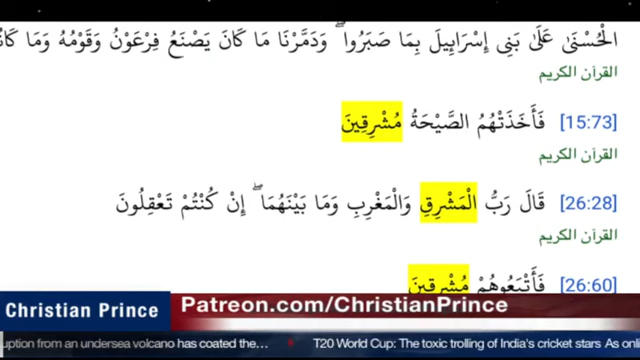 الْحُسْنَىٰ عَلَىٰ بَنِي إِسْرَائِيلَ بِمَا صَبَرُوا ۖ وَدَمَّرْنَا مَا كَانَ يَصْنَعُ فِرْعَوْنُ وَقَوْمُهُ وَمَا
القرآن الكريم
[15:73] فَأَخَذَتْهُمُ الصَّيْحَةُ مُشْرِقِينَ
القرآن الكريم
[26:28] قَالَ رَبُّ الْمَشْرِقِ وَالْمَغْرِبِ وَمَا بَيْنَهُمَا ۖ إِنْ كُنْتُمْ تَعْقِلُونَ
القرآن الكريم
[26:60] فَأَتْبَعُوهُمْ مُشْرِقِينَ
Christian Prince
Patreon.com/ChristianPrince
from an undersea volcano has coated the… T20 World Cup: The toxic trolling of India's cricket stars As